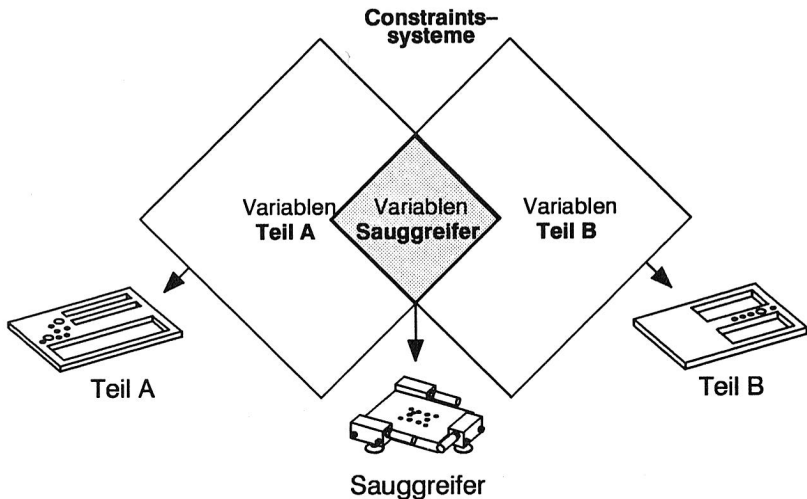 Constraints–
systeme
Variablen
Teil A
Variablen
Sauggreifer
Variablen
Teil B
Teil A
Teil B
Sauggreifer